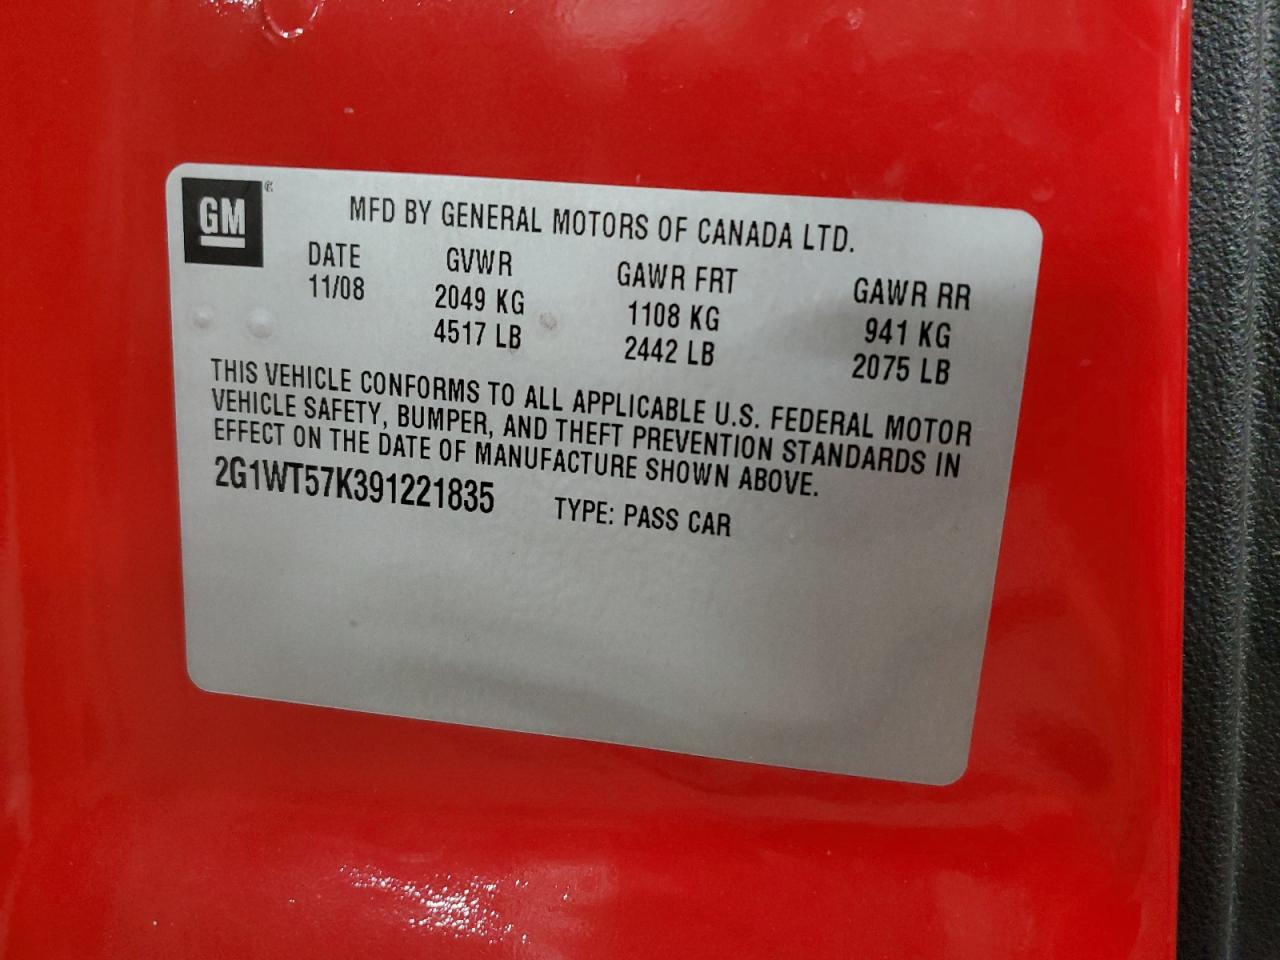 GM
MFD BY GENERAL MOTORS OF CANADA LTD.
DATE GVWR GAWR FRT GAWR RR
11/08 2049 KG 1108 KG 941 KG
4517 LB 2442 LB 2075 LB
THIS VEHICLE CONFORMS TO ALL APPLICABLE U.S. FEDERAL MOTOR
VEHICLE SAFETY, BUMPER, AND THEFT PREVENTION STANDARDS IN
EFFECT ON THE DATE OF MANUFACTURE SHOWN ABOVE.
2G1WT57K391221835 TYPE: PASS CAR